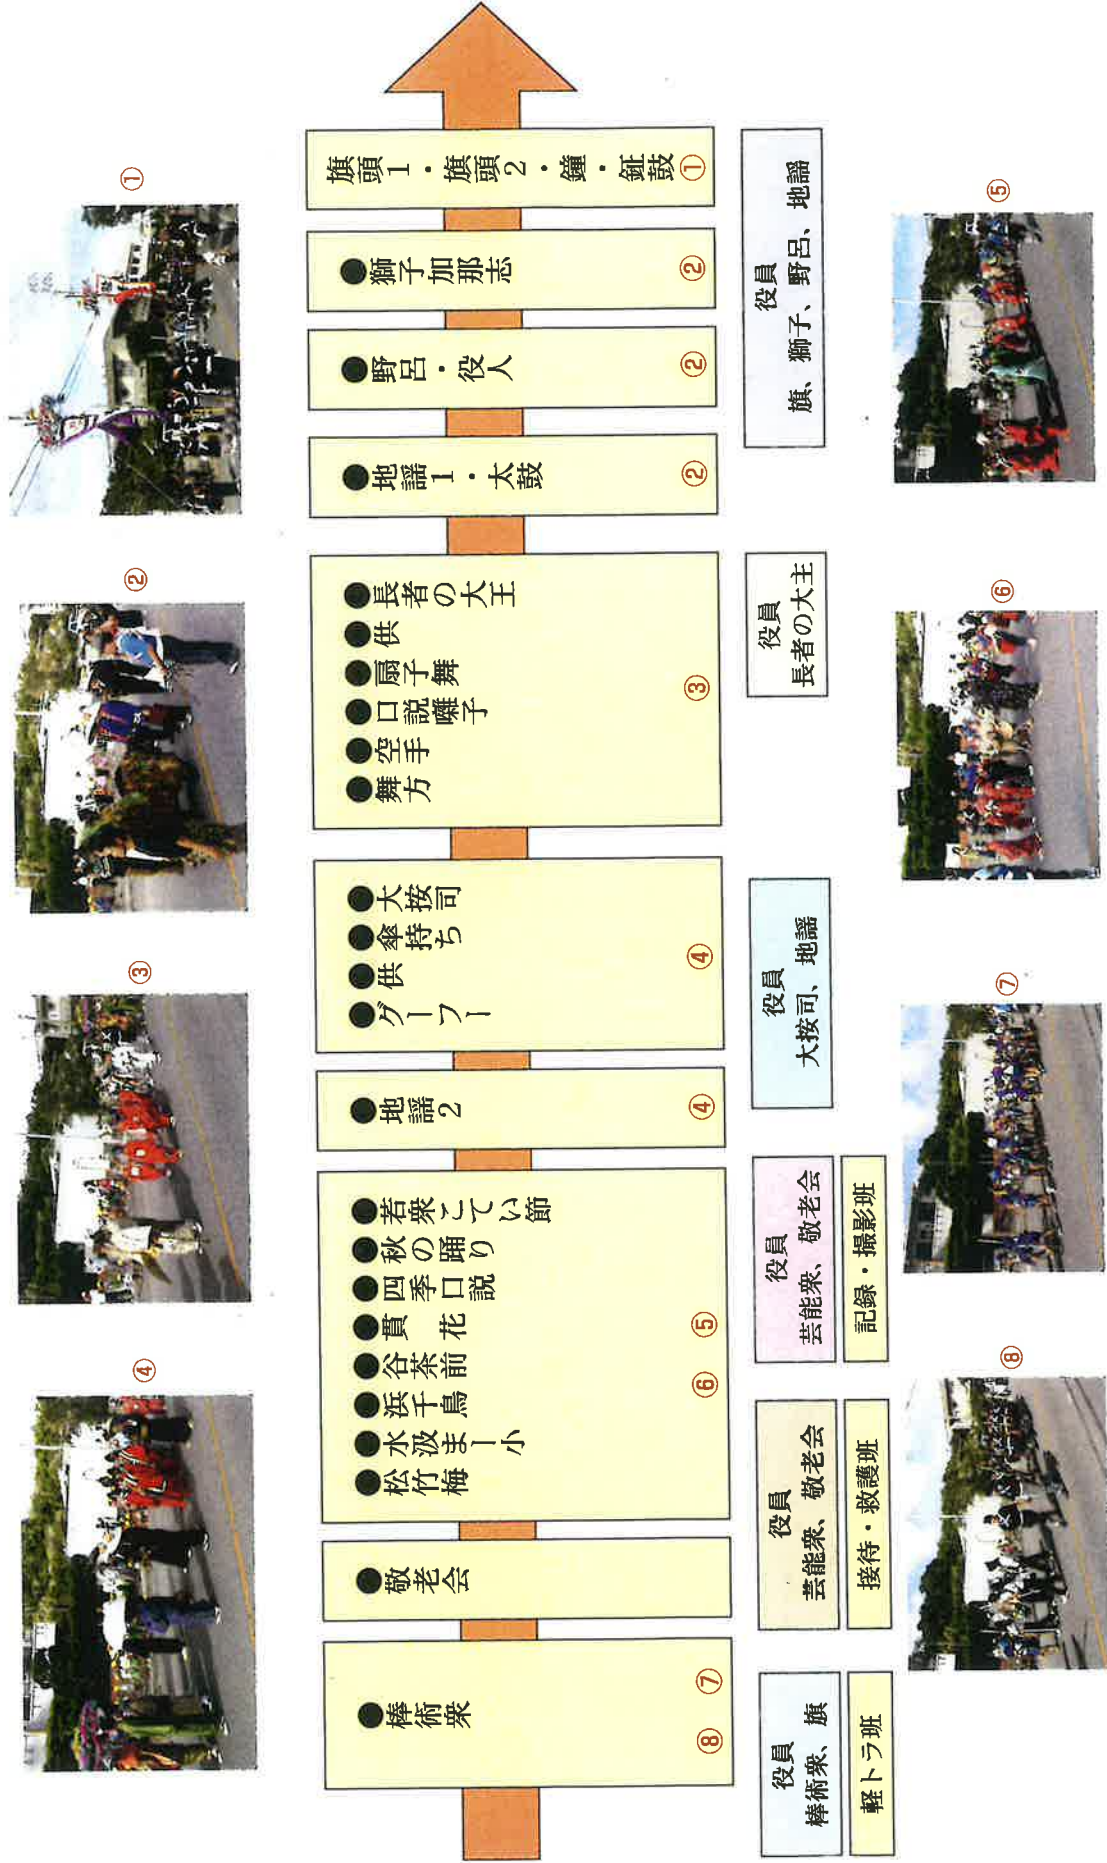 ①
旗頭1・旗頭2・鐘・鉦鼓
①
●獅子加那志
②
●野呂・役人
②
●地謡1・太鼓
②
役員
旗、獅子、野呂、地謡
⑤
②
●長者の大王
●供
●扇子舞
●口説囃子
●空手
●舞方
③
役員
長者の大主
⑥
③
●大按司
●傘持ち
●供
●グーフー
④
●地謡2
④
役員
大按司、地謡
⑦
④
●若衆こてい節
●秋の踊り
●四季口説
●貫花
●谷茶前
●浜千鳥
●水汲まー小
●松竹梅
⑤
⑥
役員
芸能衆、敬老会
記録・撮影班
⑧
●敬老会
役員
芸能衆、敬老会
接待・救護班
●棒術衆
⑦
⑧
役員
棒術衆、旗
軽トラ班